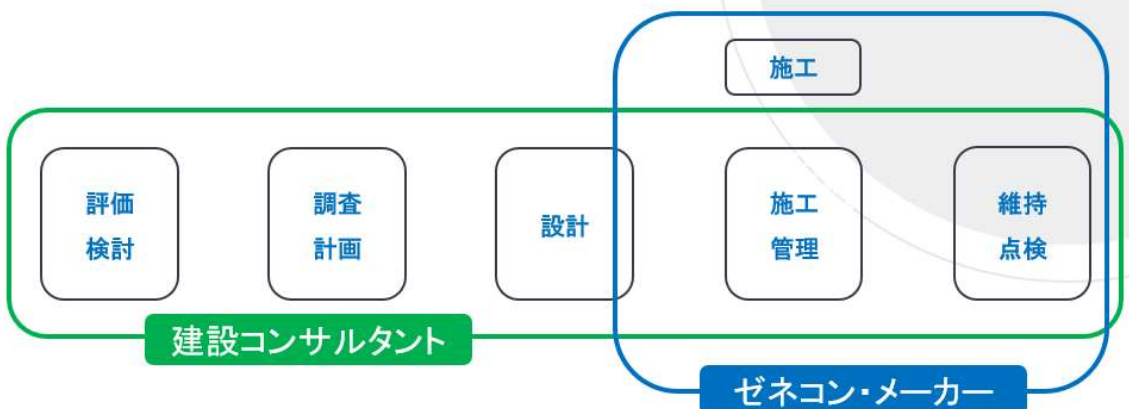 施工
評価
検討
調査
計画
設計
施工
管理
維持
点検
建設コンサルタント
ゼネコン・メーカー